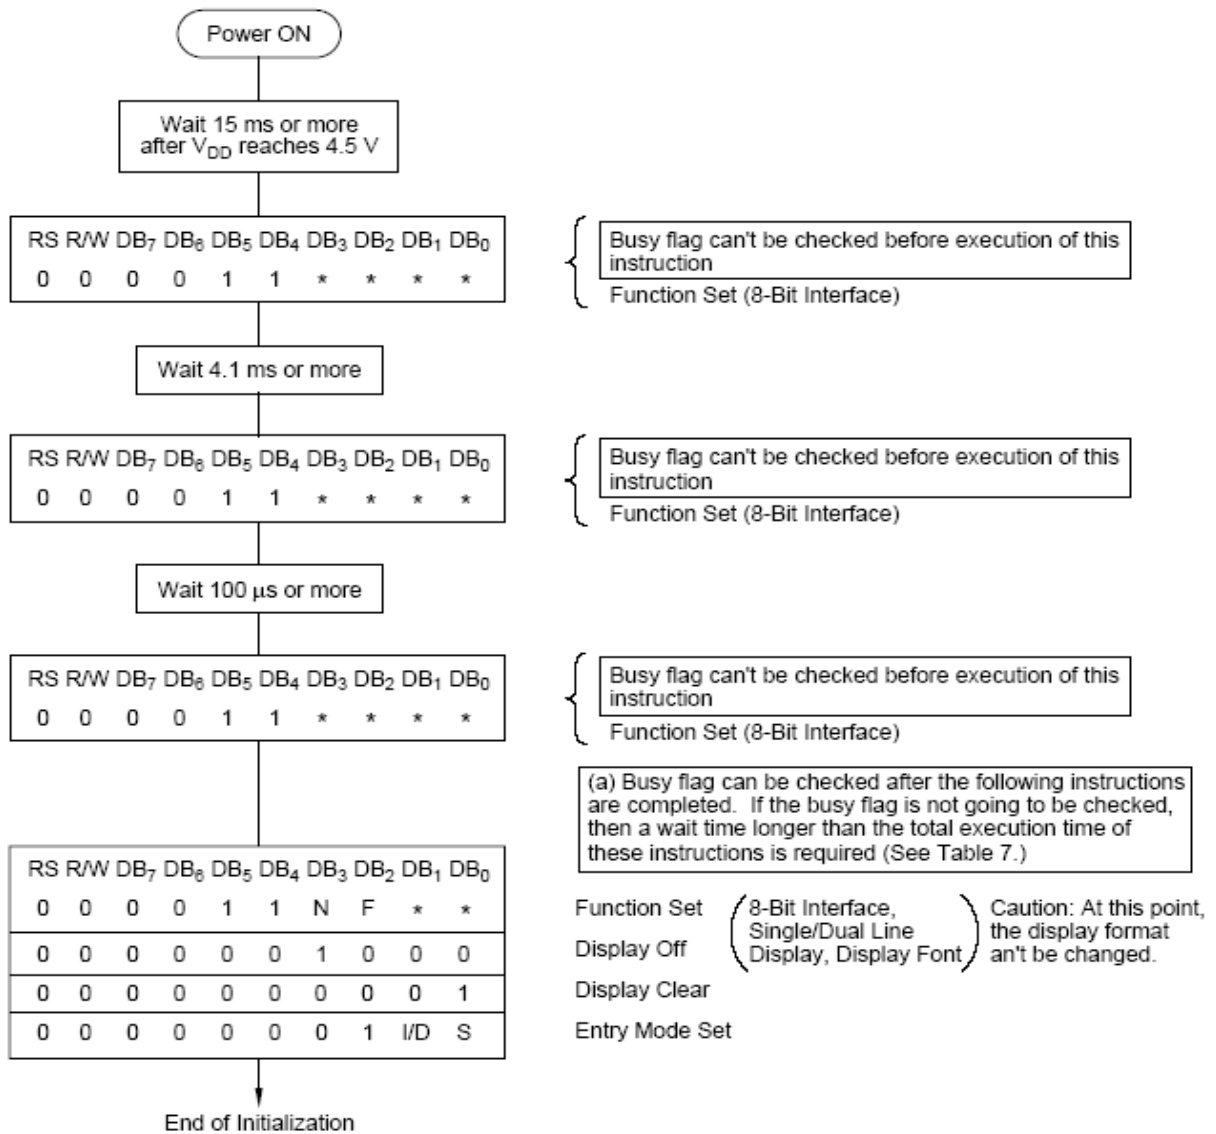 Power ON
Wait 15 ms or more
after VDD reaches 4.5 V
RS R/W DB7 DB6 DB5 DB4 DB3 DB2 DB1 DB0
0 0 0 0 1 1 * * * *
Busy flag can't be checked before execution of this
instruction
Function Set (8-Bit Interface)
Wait 4.1 ms or more
RS R/W DB7 DB6 DB5 DB4 DB3 DB2 DB1 DB0
0 0 0 0 1 1 * * * *
Busy flag can't be checked before execution of this
instruction
Function Set (8-Bit Interface)
Wait 100 μs or more
RS R/W DB7 DB6 DB5 DB4 DB3 DB2 DB1 DB0
0 0 0 0 1 1 * * * *
Busy flag can't be checked before execution of this
instruction
Function Set (8-Bit Interface)
(a) Busy flag can be checked after the following instructions
are completed. If the busy flag is not going to be checked,
then a wait time longer than the total execution time of
these instructions is required (See Table 7.)
RS R/W DB7 DB6 DB5 DB4 DB3 DB2 DB1 DB0
0 0 0 0 1 1 N F * *
0 0 0 0 0 0 1 0 0 0
0 0 0 0 0 0 0 0 0 1
0 0 0 0 0 0 0 1 I/D S
Function Set
Display Off
Display Clear
Entry Mode Set
8-Bit Interface,
Single/Dual Line
Display, Display Font
Caution: At this point,
the display format
an't be changed.
End of Initialization